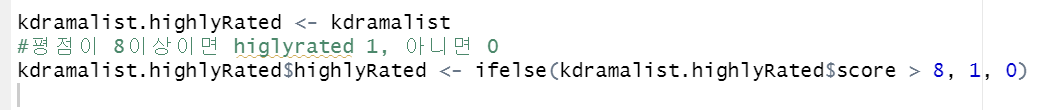 kdramalist.highlyRated <- kdramalist
#평점이 8이상이면 higlyrated 1, 아니면 0
kdramalist.highlyRated$highlyRated <- ifelse(kdramalist.highlyRated$score > 8, 1, 0)